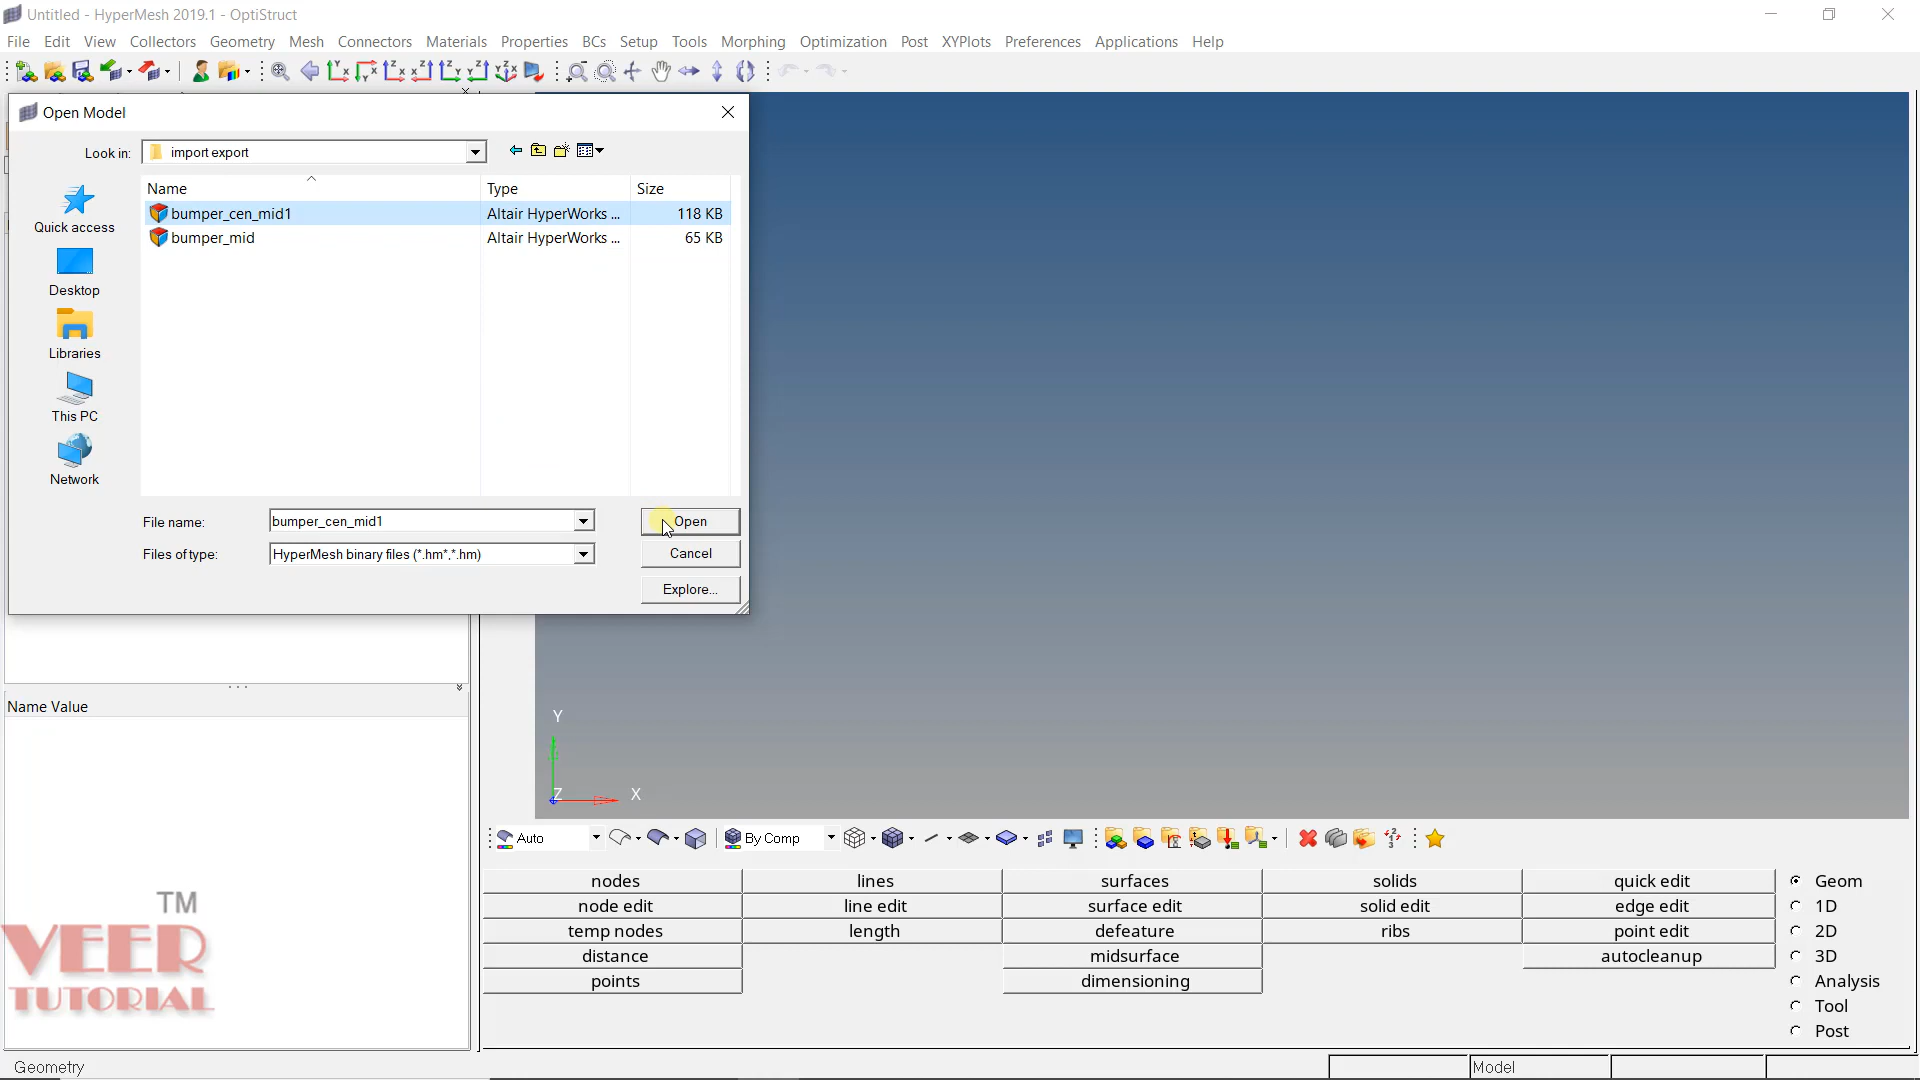 Untitled - HyperMesh 2019.1 - OptiStruct
File Edit View Collectors Geometry Mesh Connectors Materials Properties BCs Setup Tools Morphing Optimization Post XYPlots Preferences Applications Help
Open Model
Look in: import export
Name Type Size
bumper_cen_mid1 Altair HyperWorks ... 118 KB
bumper_mid Altair HyperWorks ... 65 KB
Quick access
Desktop
Libraries
This PC
Network
File name: bumper_cen_mid1 Open
Files of type: HyperMesh binary files (*.hm*,*.hm) Cancel
Explore...
Name Value
Y
Z X
Auto By Comp
nodes lines surfaces solids quick edit Geom
node edit line edit surface edit solid edit edge edit 1D
temp nodes length defeature ribs point edit 2D
distance midsurface autocleanup 3D
points dimensioning Analysis
Tool
Post
TM
VEER
TUTORIAL
Geometry Model